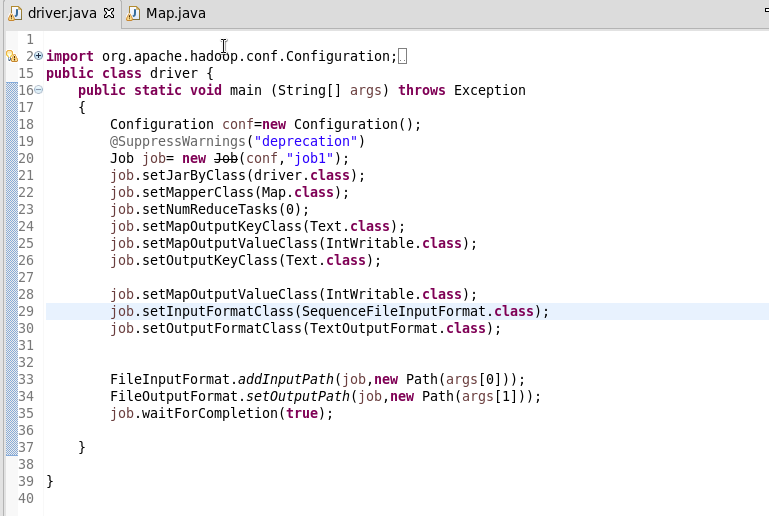 driver.java Map.java
1
2 import org.apache.hadoop.conf.Configuration;
15 public class driver {
16 public static void main (String[] args) throws Exception
17 {
18 Configuration conf=new Configuration();
19 @SuppressWarnings("deprecation")
20 Job job= new Job(conf,"job1");
21 job.setJarByClass(driver.class);
22 job.setMapperClass(Map.class);
23 job.setNumReduceTasks(0);
24 job.setMapOutputKeyClass(Text.class);
25 job.setMapOutputValueClass(IntWritable.class);
26 job.setOutputKeyClass(Text.class);
27
28 job.setMapOutputValueClass(IntWritable.class);
29 job.setInputFormatClass(SequenceFileInputFormat.class);
30 job.setOutputFormatClass(TextOutputFormat.class);
31
32
33 FileInputFormat.addInputPath(job,new Path(args[0]));
34 FileOutputFormat.setOutputPath(job,new Path(args[1]));
35 job.waitForCompletion(true);
36
37 }
38
39 }
40